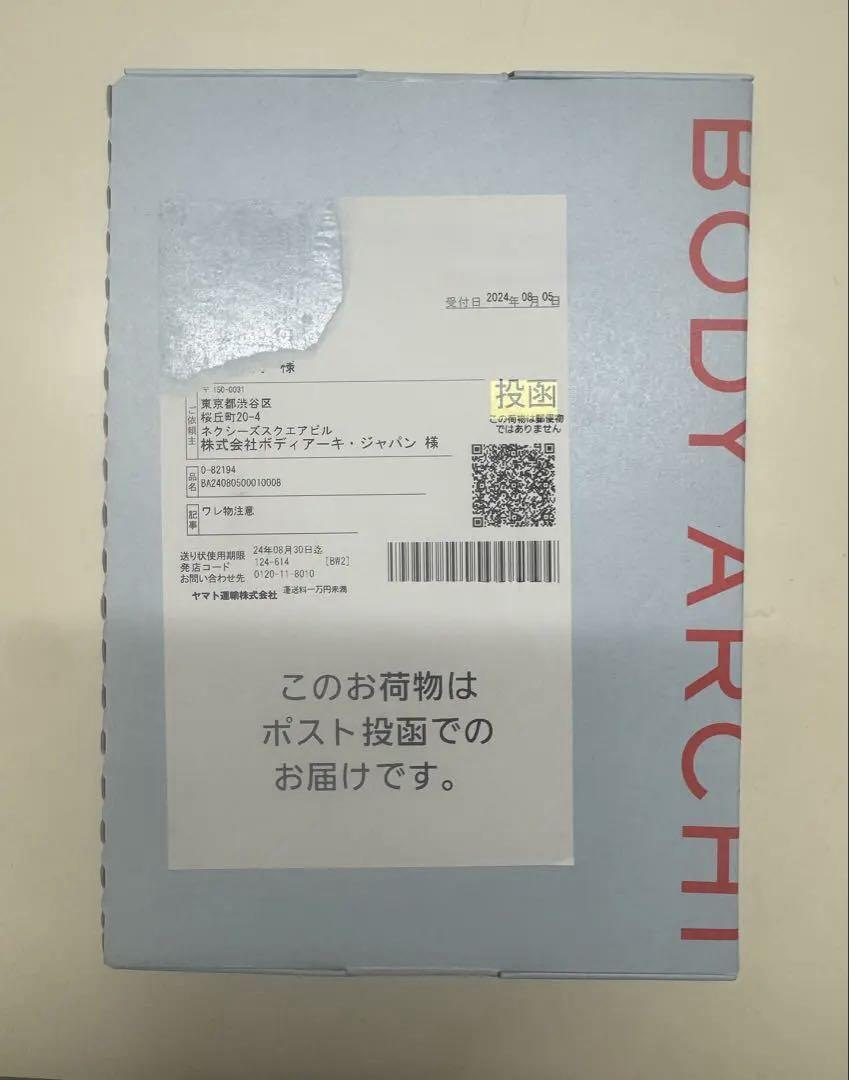 受付日 2024年 08月 05日
様
〒 150-0031
ご依頼主
東京都渋谷区
桜丘町20-4
ネクシーズスクエアビル
株式会社ボディアーキ・ジャパン 様
投函
この荷物は郵便物
ではありません
品名
O-82194
BA24080500010008
記事
ワレ物注意
送り状使用期限 24年08月30日迄
発店コード 124-614 [BW2]
お問い合わせ先 0120-11-8010
ヤマト運輸株式会社 運送料一万円未満
このお荷物は
ポスト投函での
お届けです。
BODY ARCHI